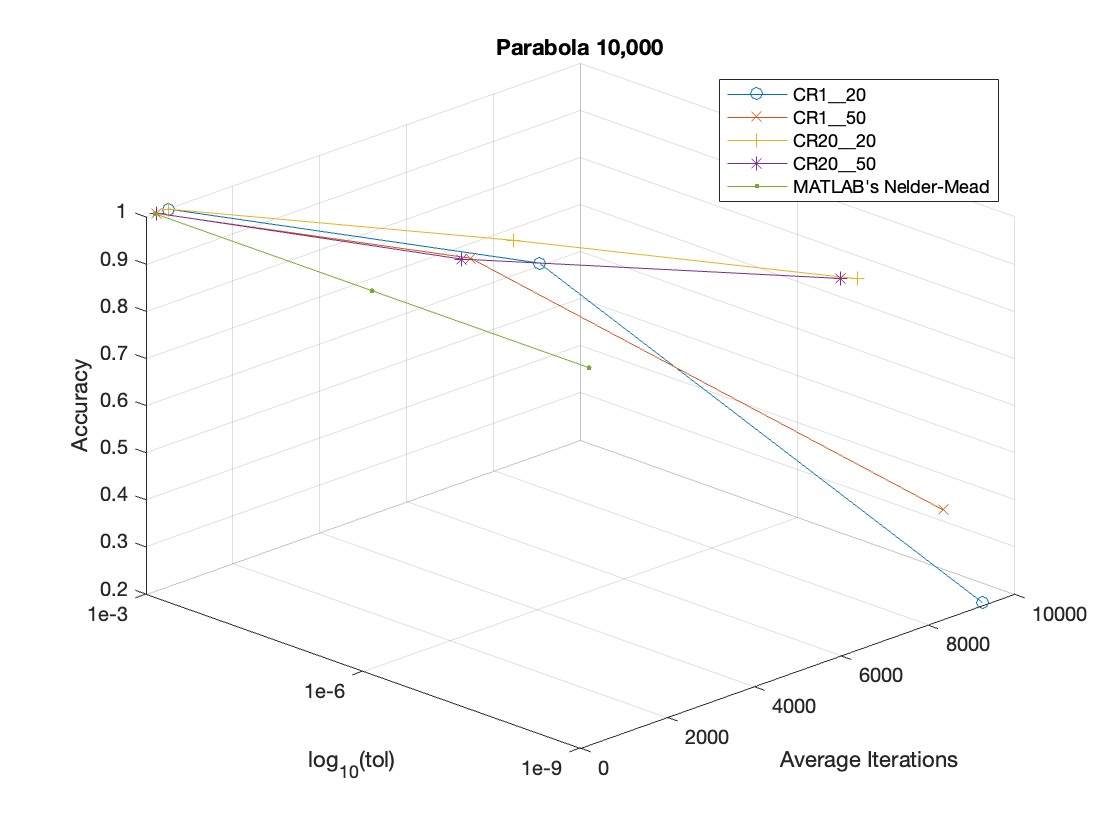 Parabola 10,000
CR1__20
CR1__50
CR20__20
CR20__50
MATLAB's Nelder-Mead
1
0.9
0.8
0.7
0.6
0.5
0.4
0.3
0.2
Accuracy
1e-3
1e-6
1e-9
log10(tol)
0
2000
4000
6000
8000
10000
Average Iterations